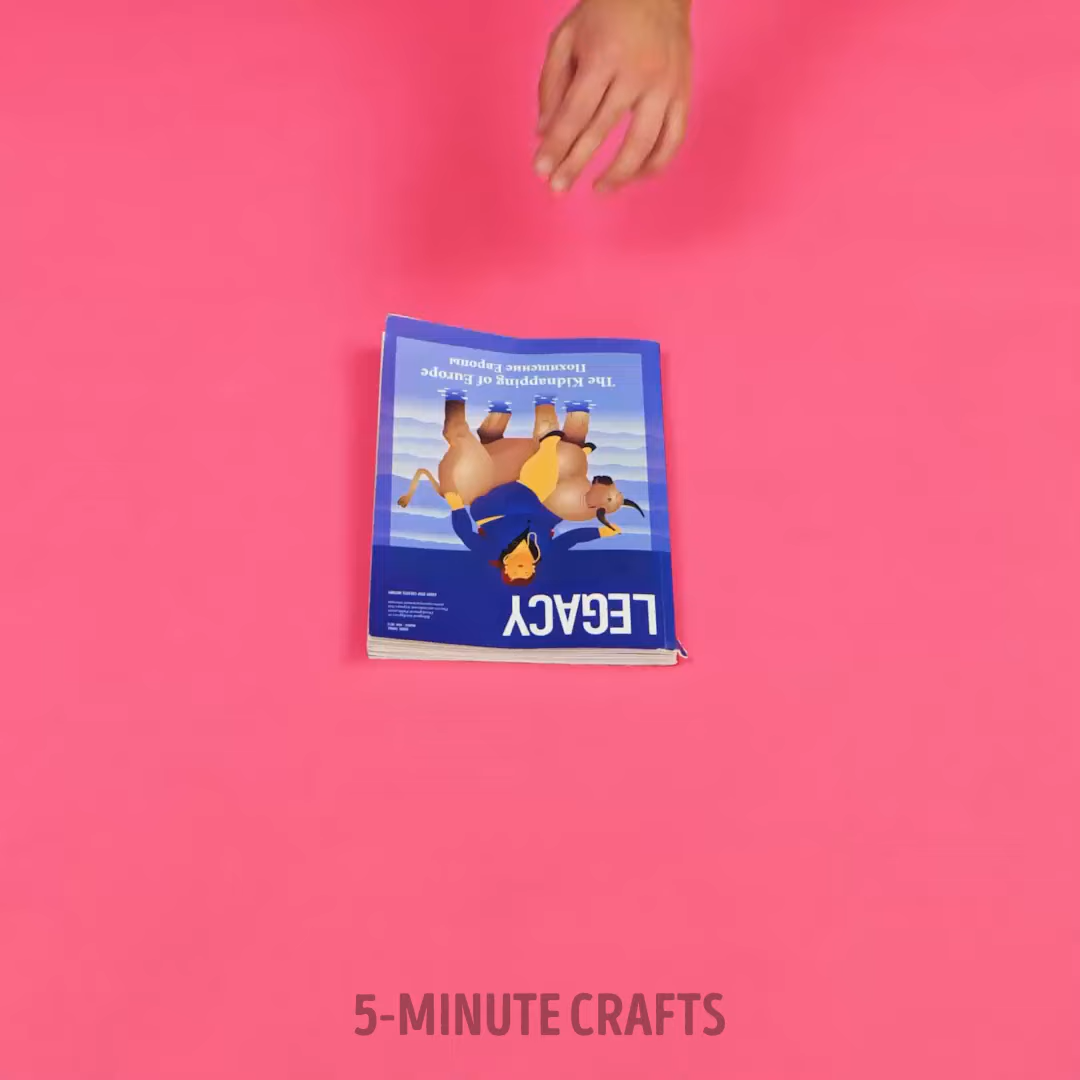 The Kidnapping of Europe
Похищение Европы
LEGACY
5-MINUTE CRAFTS